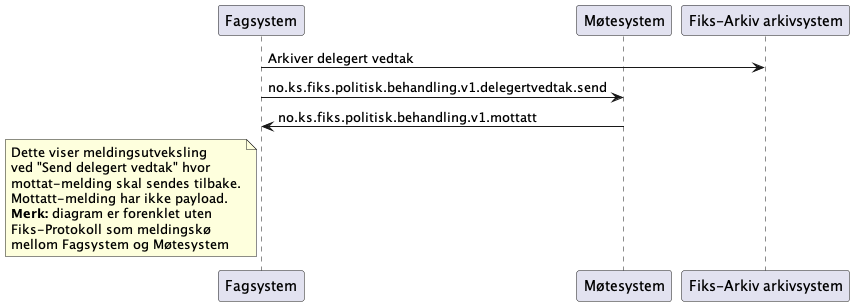 Fagsystem
Møtesystem
Fiks-Arkiv arkivsystem
Arkiver delegert vedtak
no.ks.fiks.politisk.behandling.v1.delegertvedtak.send
no.ks.fiks.politisk.behandling.v1.mottatt
Dette viser meldingsutveksling
ved "Send delegert vedtak" hvor
mottat-melding skal sendes tilbake.
Mottatt-melding har ikke payload.
Merk: diagram er forenklet uten
Fiks-Protokoll som meldingskø
mellom Fagsystem og Møtesystem
Fagsystem
Møtesystem
Fiks-Arkiv arkivsystem